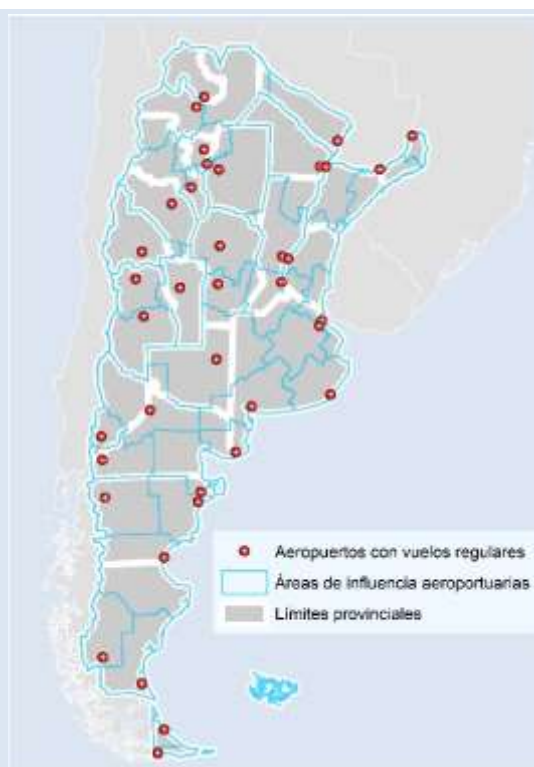 Aeropuertos con vuelos regulares
Áreas de influencia aeroportuarias
Límites provinciales